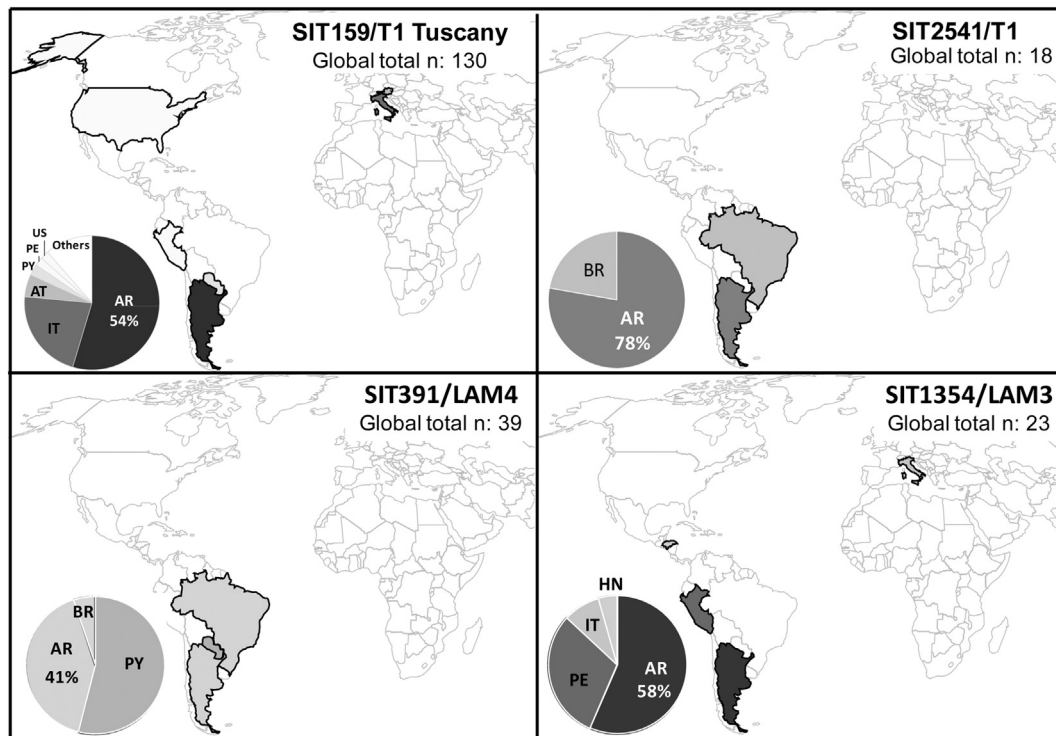 SIT159/T1 Tuscany
Global total n: 130
US
PE
Others
PY
AT
IT
AR
54%
SIT2541/T1
Global total n: 18
BR
AR
78%
SIT391/LAM4
Global total n: 39
BR
AR
41%
PY
SIT1354/LAM3
Global total n: 23
HN
IT
PE
AR
58%